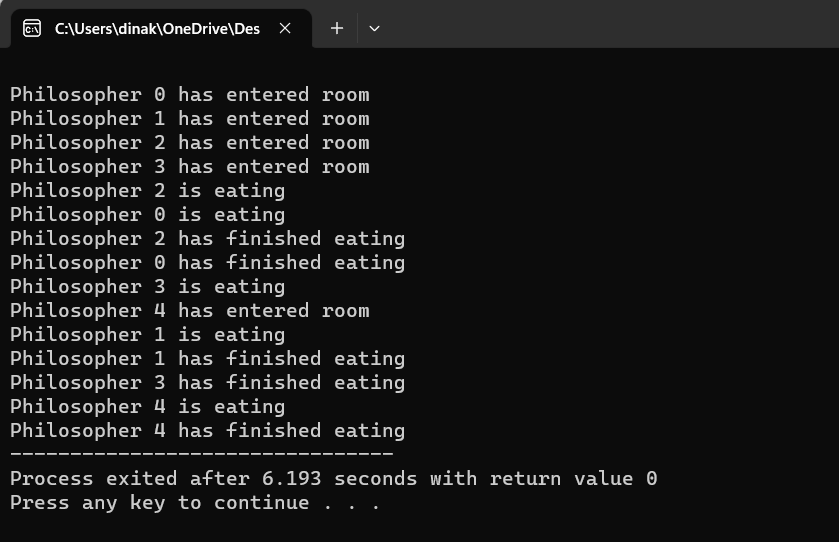 C:\Users\dinak\OneDrive\Des
Philosopher 0 has entered room
Philosopher 1 has entered room
Philosopher 2 has entered room
Philosopher 3 has entered room
Philosopher 2 is eating
Philosopher 0 is eating
Philosopher 2 has finished eating
Philosopher 0 has finished eating
Philosopher 3 is eating
Philosopher 4 has entered room
Philosopher 1 is eating
Philosopher 1 has finished eating
Philosopher 3 has finished eating
Philosopher 4 is eating
Philosopher 4 has finished eating
--------------------------------
Process exited after 6.193 seconds with return value 0
Press any key to continue . . .